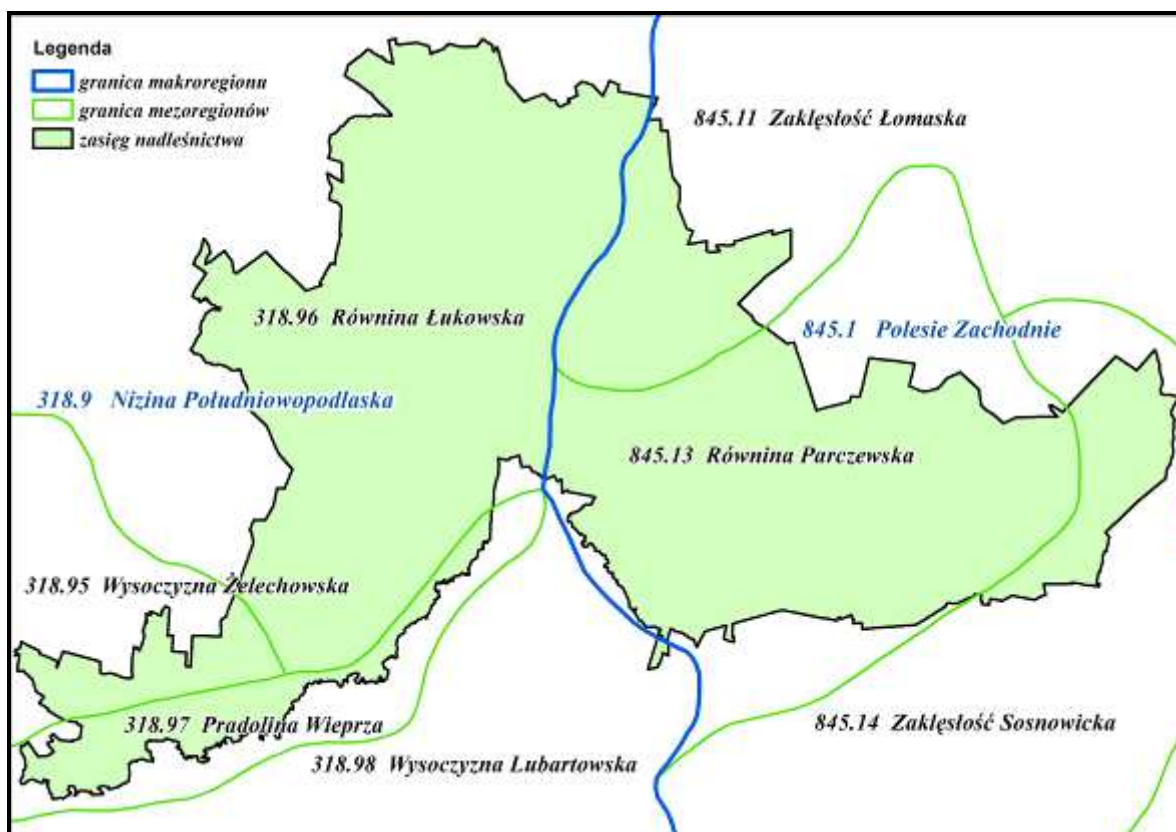 Legenda
granica makroregionu
granica mezoregionów
zasięg nadleśnictwa
845.11 Zaklęsłość Łomaska
318.96 Równina Łukowska
845.1 Polesie Zachodnie
318.9 Nizina Południowopodlaska
845.13 Równina Parczewska
318.95 Wysoczyzna Żelechowska
318.97 Pradolina Wieprza
845.14 Zaklęsłość Sosnowicka
318.98 Wysoczyzna Lubartowska